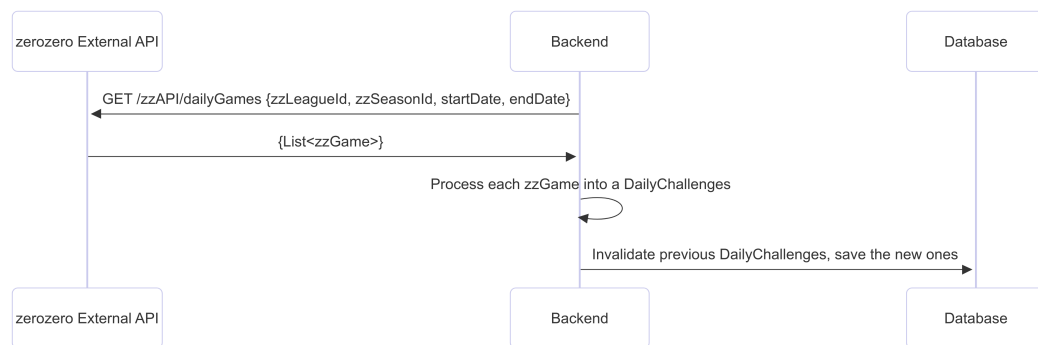 zerozero External API
Backend
Database
GET /zzAPI/dailyGames {zzLeagueId, zzSeasonId, startDate, endDate}
{List<zzGame>}
Process each zzGame into a DailyChallenges
Invalidate previous DailyChallenges, save the new ones
zerozero External API
Backend
Database